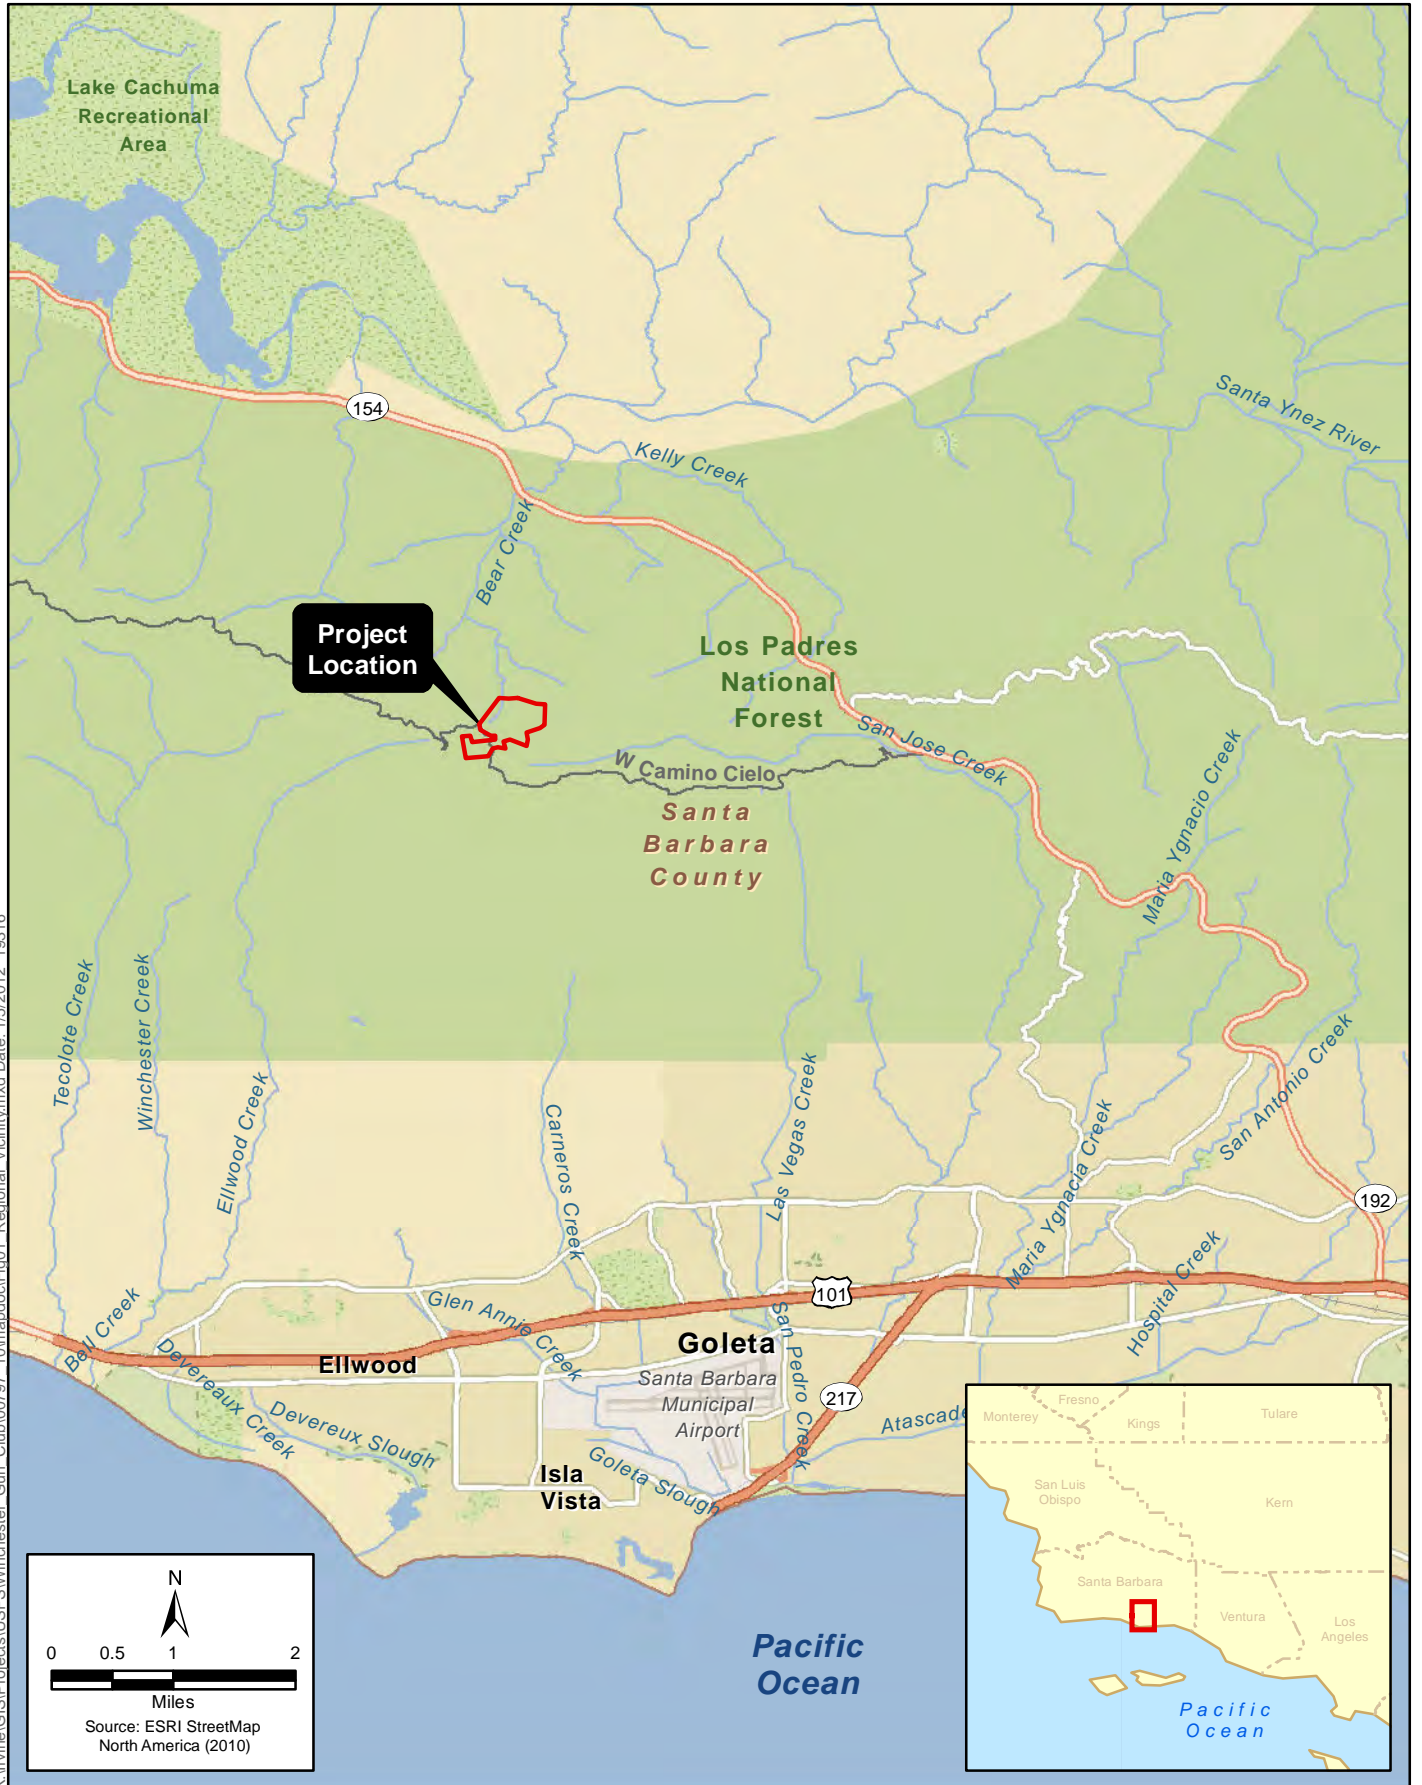 Lake Cachuma
Recreational
Area
154
Santa Ynez River
Kelly Creek
Bear Creek
Project
Location
Los Padres
National
Forest
San Jose Creek
W Camino Cielo
Santa
Barbara
County
Maria Ygnacio Creek
Tecolote Creek
Winchester Creek
Ellwood Creek
Carneros Creek
Las Vegas Creek
Maria Ygnacia Creek
San Antonio Creek
192
Hospital Creek
101
Bell Creek
Glen Annie Creek
Goleta
San Pedro Creek
Ellwood
Santa Barbara
Municipal
Airport
217
Devereaux Creek
Devereux Slough
Goleta Slough
Isla
Vista
Pacific
Ocean
N
0 0.5 1 2
Miles
Source: ESRI StreetMap
North America (2010)
Monterey
Fresno
Kings
Tulare
San Luis
Obispo
Kern
Santa Barbara
Ventura
Los
Angeles
Pacific
Ocean